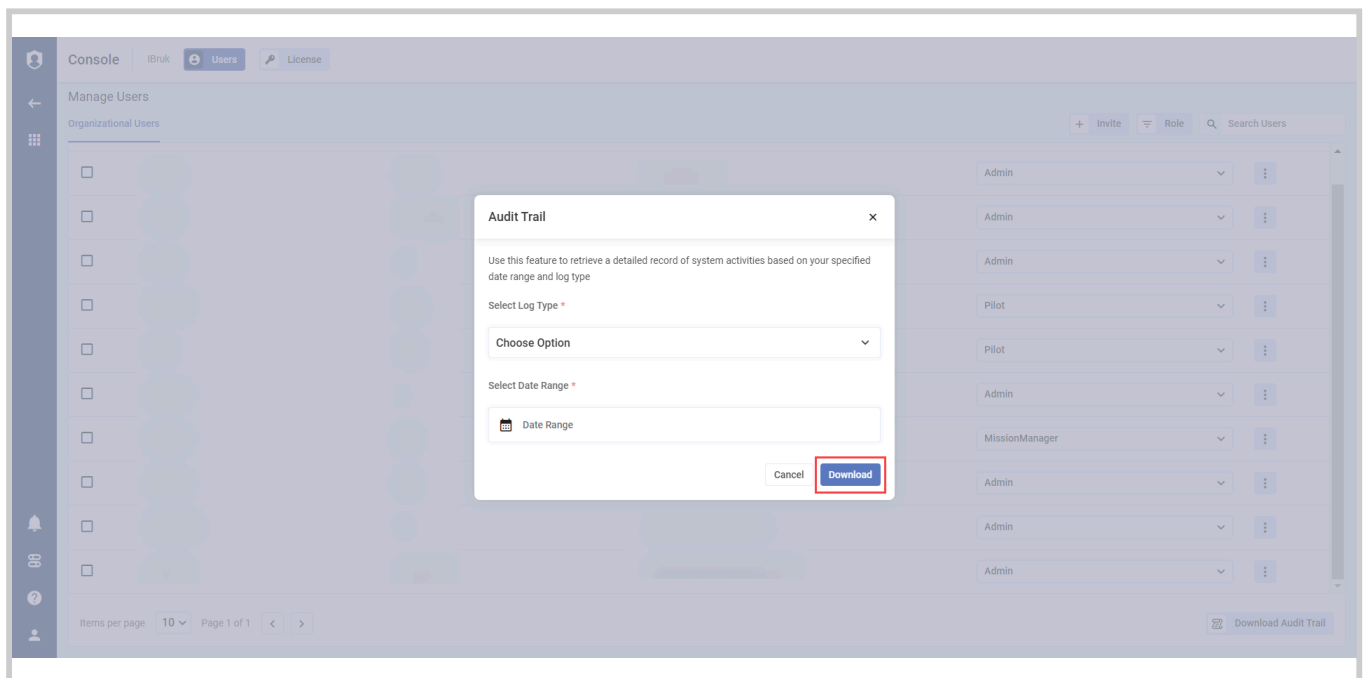 Console
IBruk
Users
License
Manage Users
Organizational Users
Invite
Role
Search Users
Admin
Admin
Admin
Pilot
Pilot
Admin
MissionManager
Admin
Admin
Admin
Audit Trail
Use this feature to retrieve a detailed record of system activities based on your specified
date range and log type
Select Log Type *
Choose Option
Select Date Range *
Date Range
Cancel
Download
Items per page
10
Page 1 of 1
Download Audit Trail